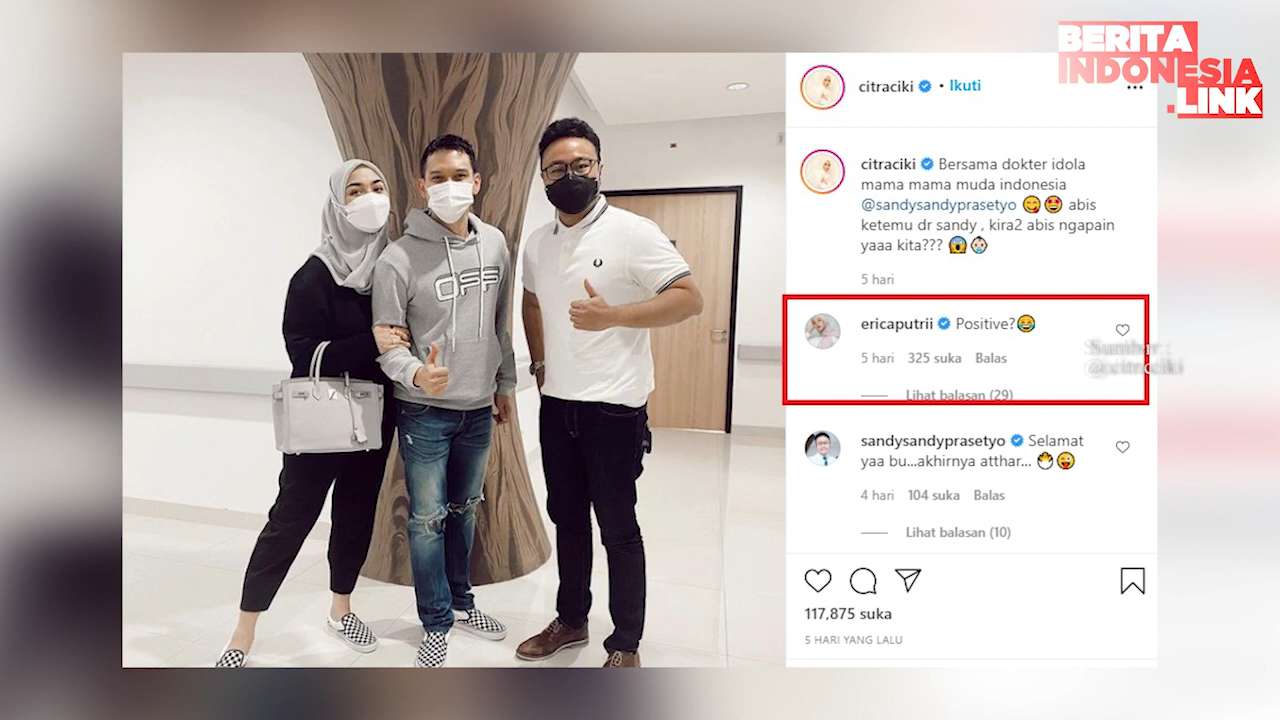 BERITA
INDONESIA
.LINK
citraciki • Ikuti
citraciki Bersama dokter idola
mama mama muda indonesia
@sandysandyprasetyo 😋🤩 abis
ketemu dr sandy , kira2 abis ngapain
yaaa kita??? 😱👶🏻
5 hari
ericaputrii Positive?😂
5 hari 325 suka Balas
Lihat balasan (29)
Sumber :
@citraciki
sandysandyprasetyo Selamat
yaa bu...akhirnya atthar... 🐣😜
4 hari 104 suka Balas
Lihat balasan (10)
117,875 suka
5 HARI YANG LALU
OFF